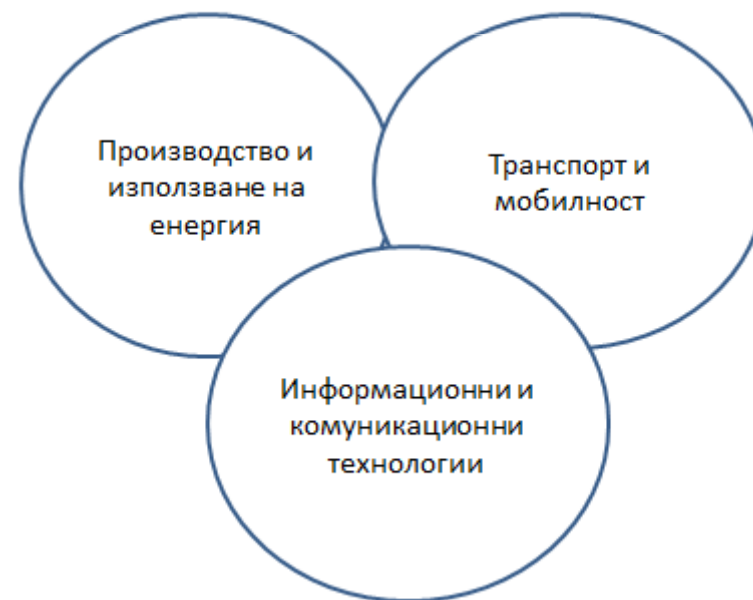 Производство и
използване на
енергия
Транспорт и
мобилност
Информационни и
комуникационни
технологии